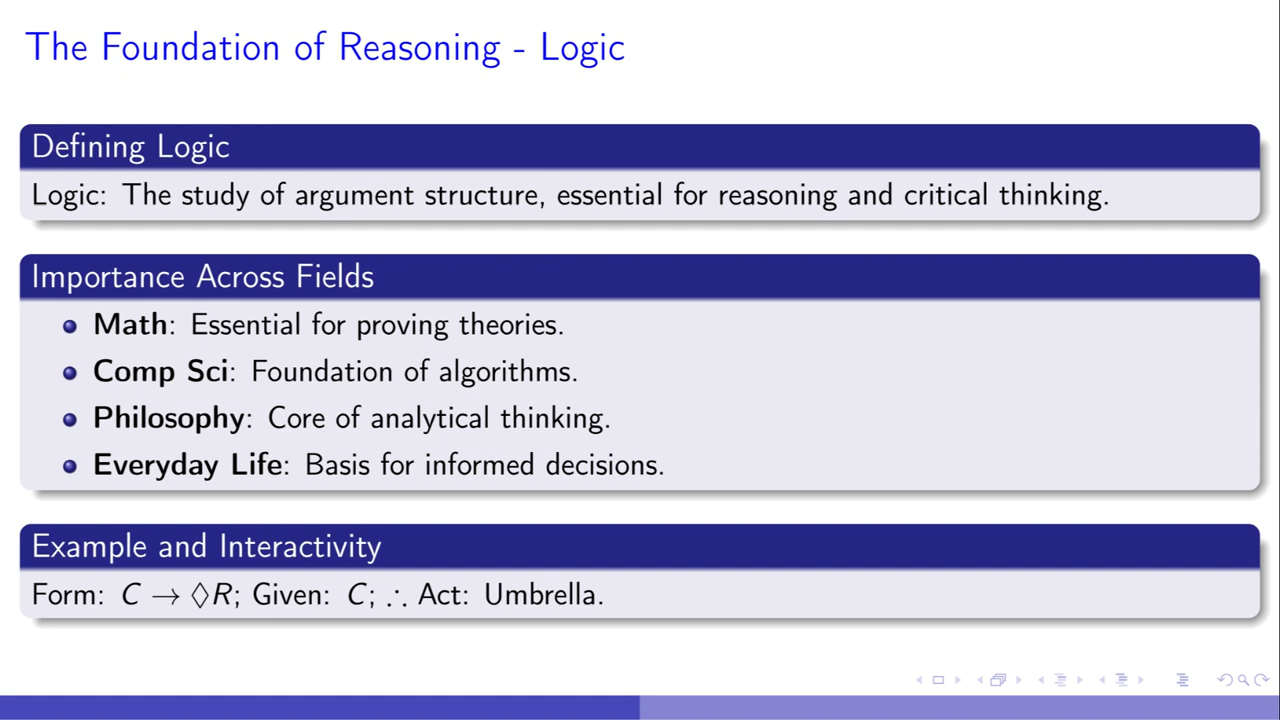 The Foundation of Reasoning - Logic
Defining Logic
Logic: The study of argument structure, essential for reasoning and critical thinking.
Importance Across Fields
Math: Essential for proving theories.
Comp Sci: Foundation of algorithms.
Philosophy: Core of analytical thinking.
Everyday Life: Basis for informed decisions.
Example and Interactivity
Form: C → ◊R; Given: C; ∴ Act: Umbrella.